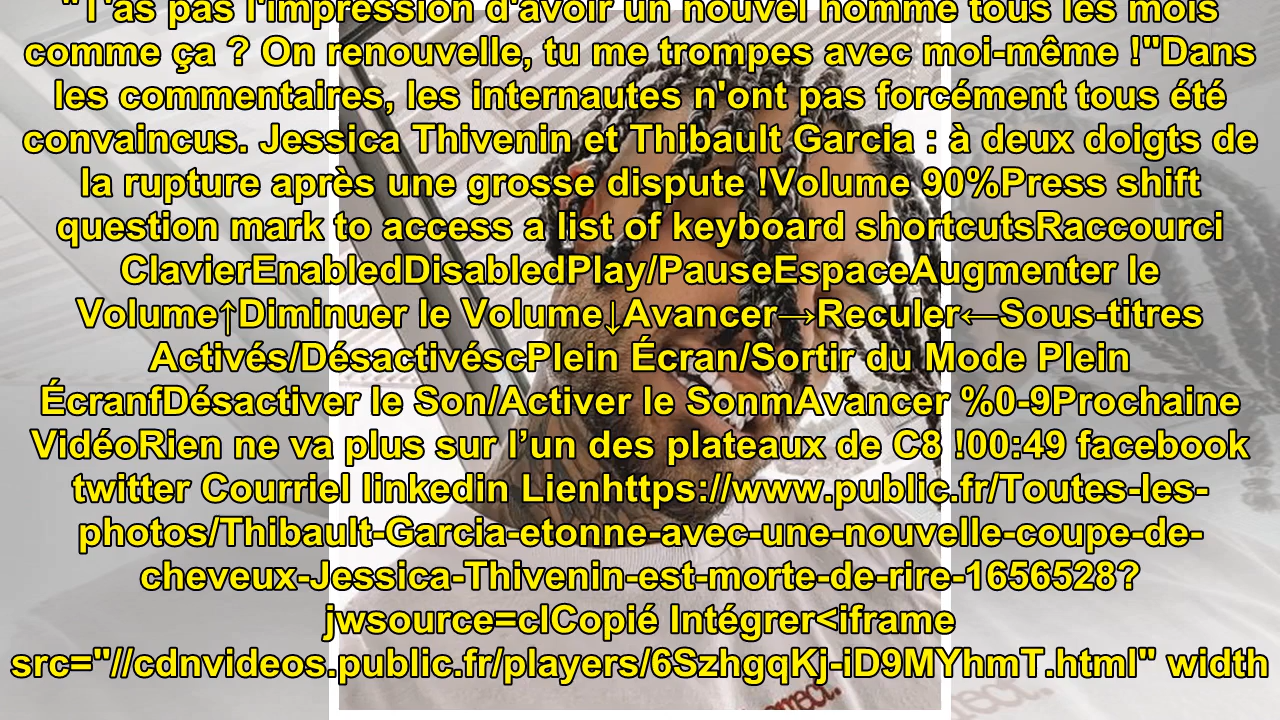 "T'as pas l'impression d'avoir un nouvel homme tous les mois
comme ça ? On renouvelle, tu me trompes avec moi-même !"Dans
les commentaires, les internautes n'ont pas forcément tous été
convaincus. Jessica Thivenin et Thibault Garcia : à deux doigts de
la rupture après une grosse dispute !Volume 90%Press shift
question mark to access a list of keyboard shortcutsRaccourci
ClavierEnabledDisabledPlay/PauseEspaceAugmenter le
Volume↑Diminuer le Volume↓Avancer→Reculer←Sous-titres
Activés/DésactivéscPlein Écran/Sortir du Mode Plein
ÉcranfDésactiver le Son/Activer le SonmAvancer %0-9Prochaine
VidéoRien ne va plus sur l’un des plateaux de C8 !00:49 facebook
twitter Courriel linkedin Lienhttps://www.public.fr/Toutes-les-
photos/Thibault-Garcia-etonne-avec-une-nouvelle-coupe-de-
cheveux-Jessica-Thivenin-est-morte-de-rire-1656528?
jwsource=clCopié Intégrer<iframe
src="//cdnvideos.public.fr/players/6SzhgqKj-iD9MYhmT.html" width